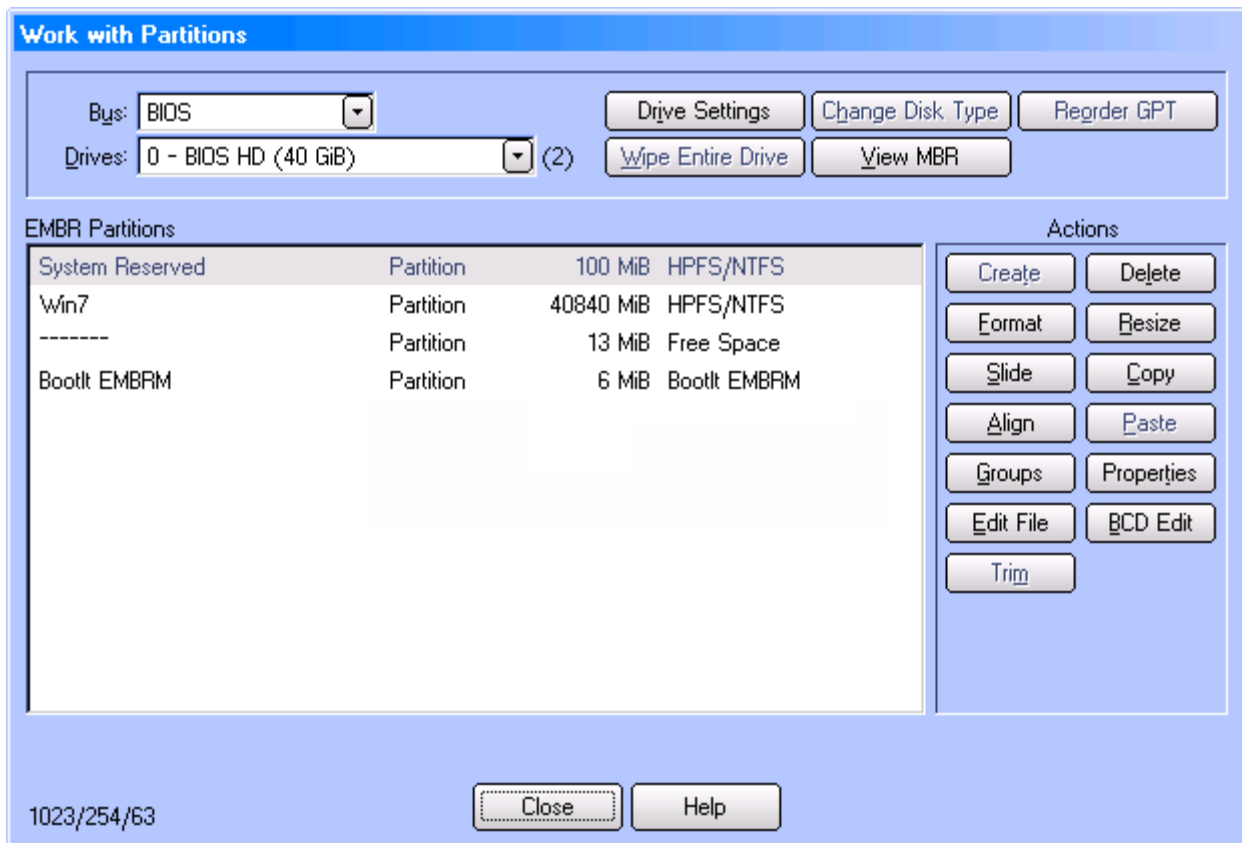 Work with Partitions
Bus: BIOS Drive Settings Change Disk Type Reorder GPT
Drives: 0 - BIOS HD (40 GiB) (2) Wipe Entire Drive View MBR
EMBR Partitions Actions
System Reserved Partition 100 MiB HPFS/NTFS Create Delete
Win7 Partition 40840 MiB HPFS/NTFS Format Resize
------- Partition 13 MiB Free Space
BootIt EMBRM Partition 6 MiB BootIt EMBRM Slide Copy
Align Paste
Groups Properties
Edit File BCD Edit
Trim
Close Help
1023/254/63